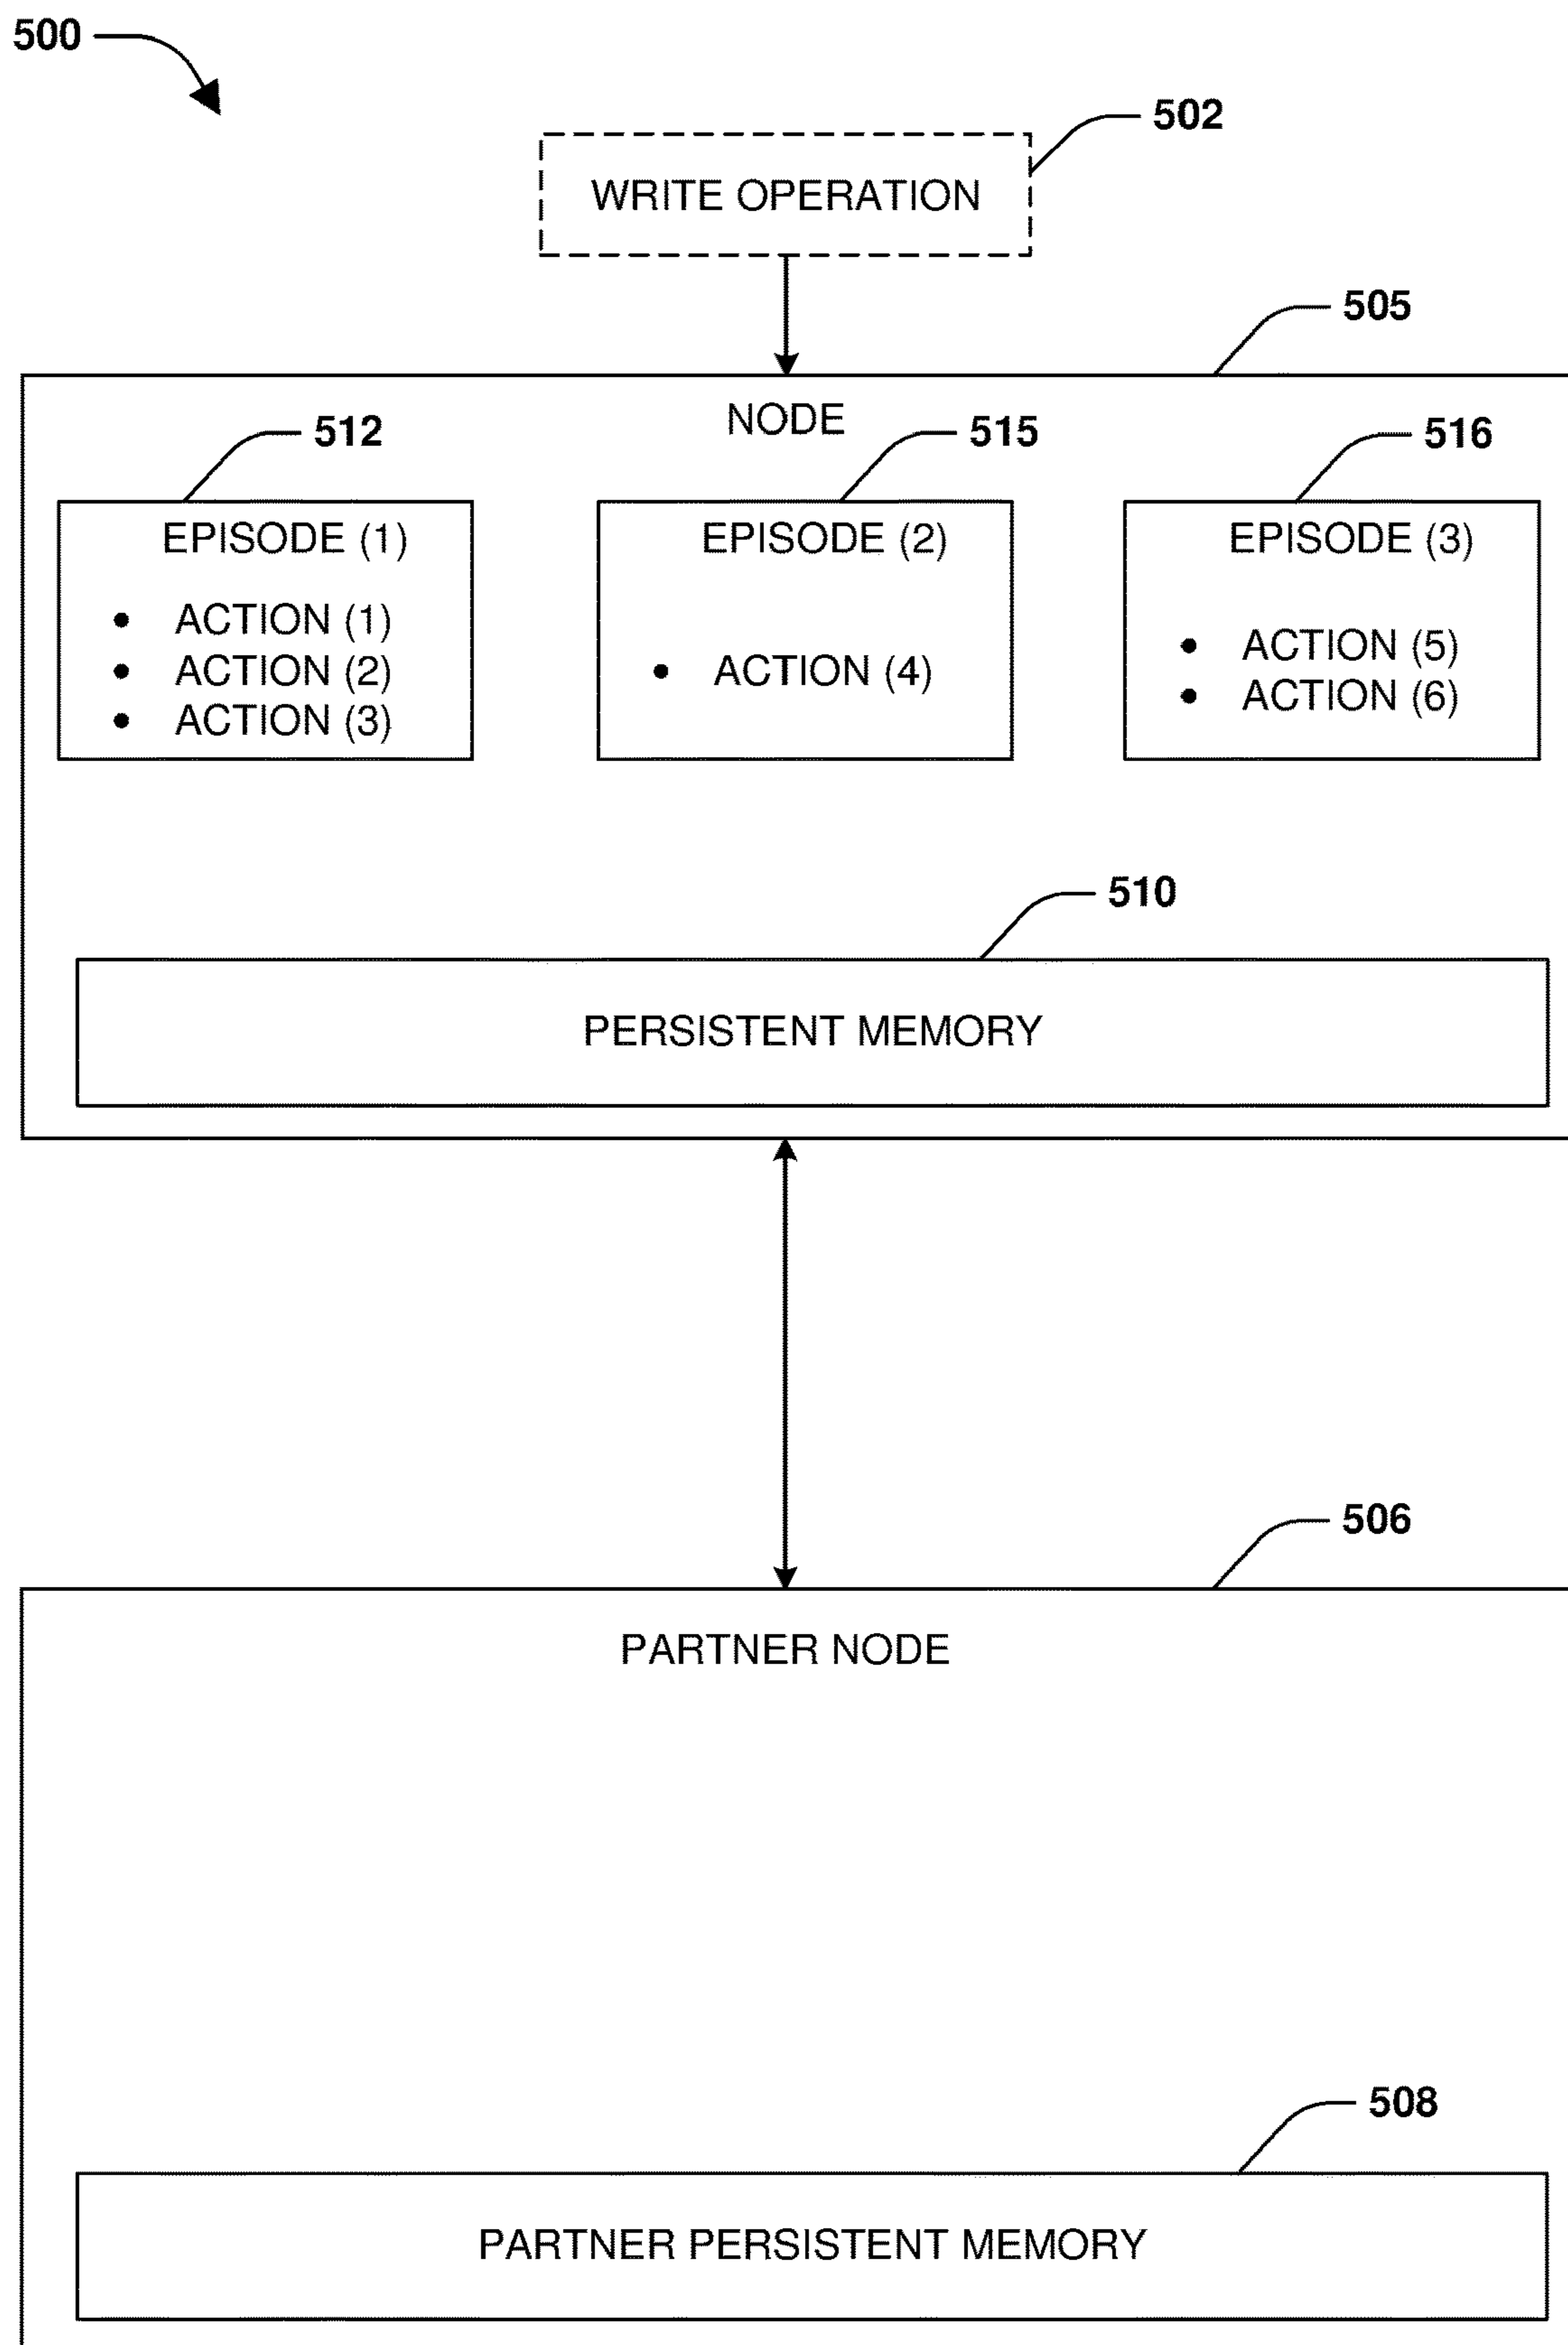 500
502
WRITE OPERATION
505
NODE
512
515
516
EPISODE (1)
• ACTION (1)
• ACTION (2)
• ACTION (3)
EPISODE (2)
• ACTION (4)
EPISODE (3)
• ACTION (5)
• ACTION (6)
510
PERSISTENT MEMORY
506
PARTNER NODE
508
PARTNER PERSISTENT MEMORY